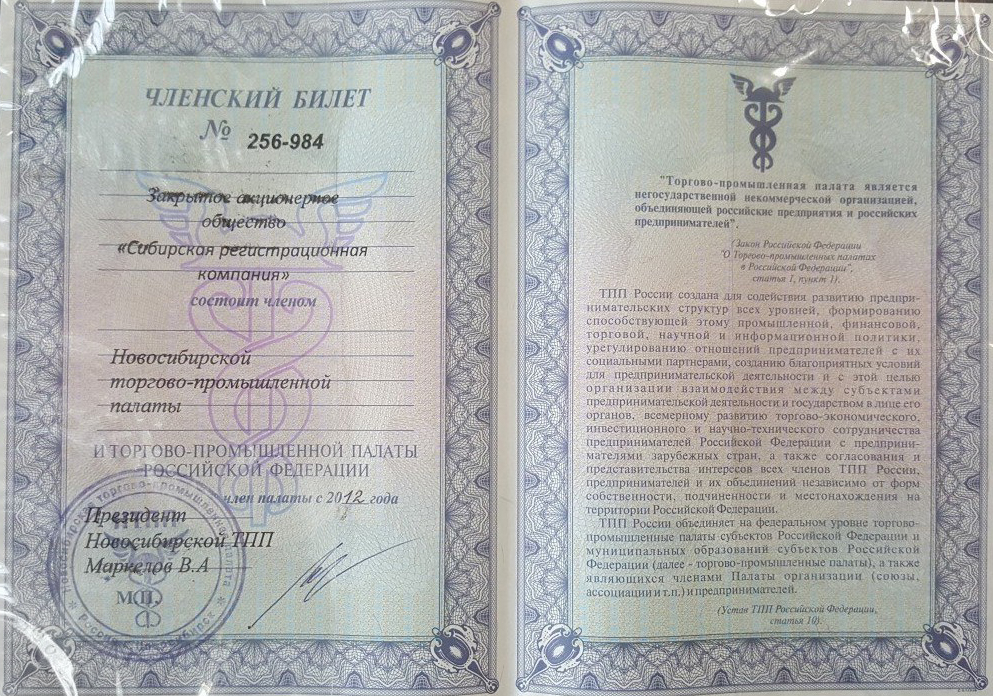 ЧЛЕНСКИЙ БИЛЕТ
№ 256-984
Закрытое акционерное
общество
«Сибирская регистрационная
компания»
состоит членом
Новосибирской
торгово-промышленной
палаты
И ТОРГОВО-ПРОМЫШЛЕННОЙ ПАЛАТЫ
РОССИЙСКОЙ ФЕДЕРАЦИИ
член палаты с 2012 года
Президент
Новосибирской ТПП
Маркелов В.А
М.П.
"Торгово-промышленная палата является
негосударственной некоммерческой организацией,
объединяющей российские предприятия и российских
предпринимателей".
(Закон Российской Федерации
"О Торгово-промышленных палатах
в Российской Федерации",
статья 1, пункт 1).
ТПП России создана для содействия развитию предпри-
нимательских структур всех уровней, формированию
способствующей этому промышленной, финансовой,
торговой, научной и информационной политики,
урегулированию отношений предпринимателей с их
социальными партнерами, созданию благоприятных условий
для предпринимательской деятельности и с этой целью
организации взаимодействия между субъектами
предпринимательской деятельности и государством в лице его
органов, всемерному развитию торгово-экономического,
инвестиционного и научно-технического сотрудничества
предпринимателей Российской Федерации с предприни-
мателями зарубежных стран, а также согласования и
представительства интересов всех членов ТПП России,
предпринимателей и их объединений независимо от форм
собственности, подчиненности и местонахождения на
территории Российской Федерации.
ТПП России объединяет на федеральном уровне торгово-
промышленные палаты субъектов Российской Федерации и
муниципальных образований субъектов Российской
Федерации (далее - торгово-промышленные палаты), а также
являющихся членами Палаты организации (союзы,
ассоциации и т.п.) и предпринимателей.
(Устав ТПП Российской Федерации,
статья 10).